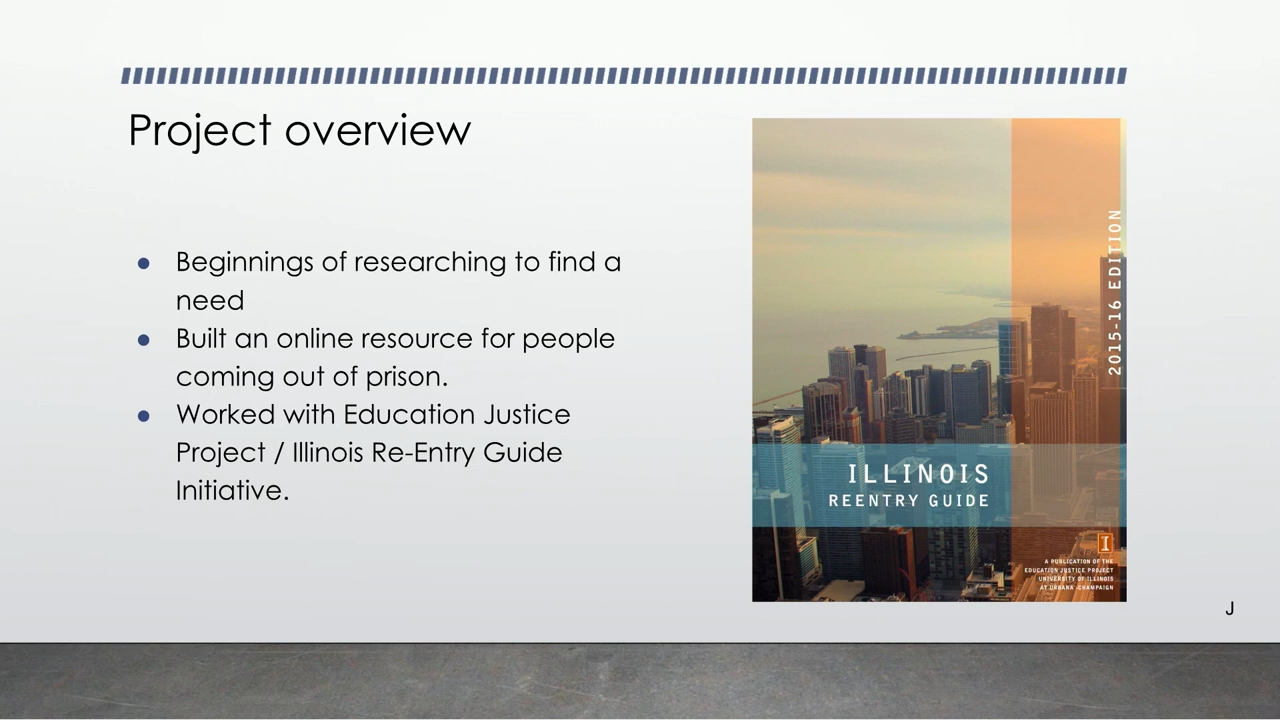 Project overview
● Beginnings of researching to find a
need
● Built an online resource for people
coming out of prison.
● Worked with Education Justice
Project / Illinois Re-Entry Guide
Initiative.
2015-16 EDITION
ILLINOIS
REENTRY GUIDE
I
A PUBLICATION OF THE
EDUCATION JUSTICE PROJECT
UNIVERSITY OF ILLINOIS
AT URBANA-CHAMPAIGN
J